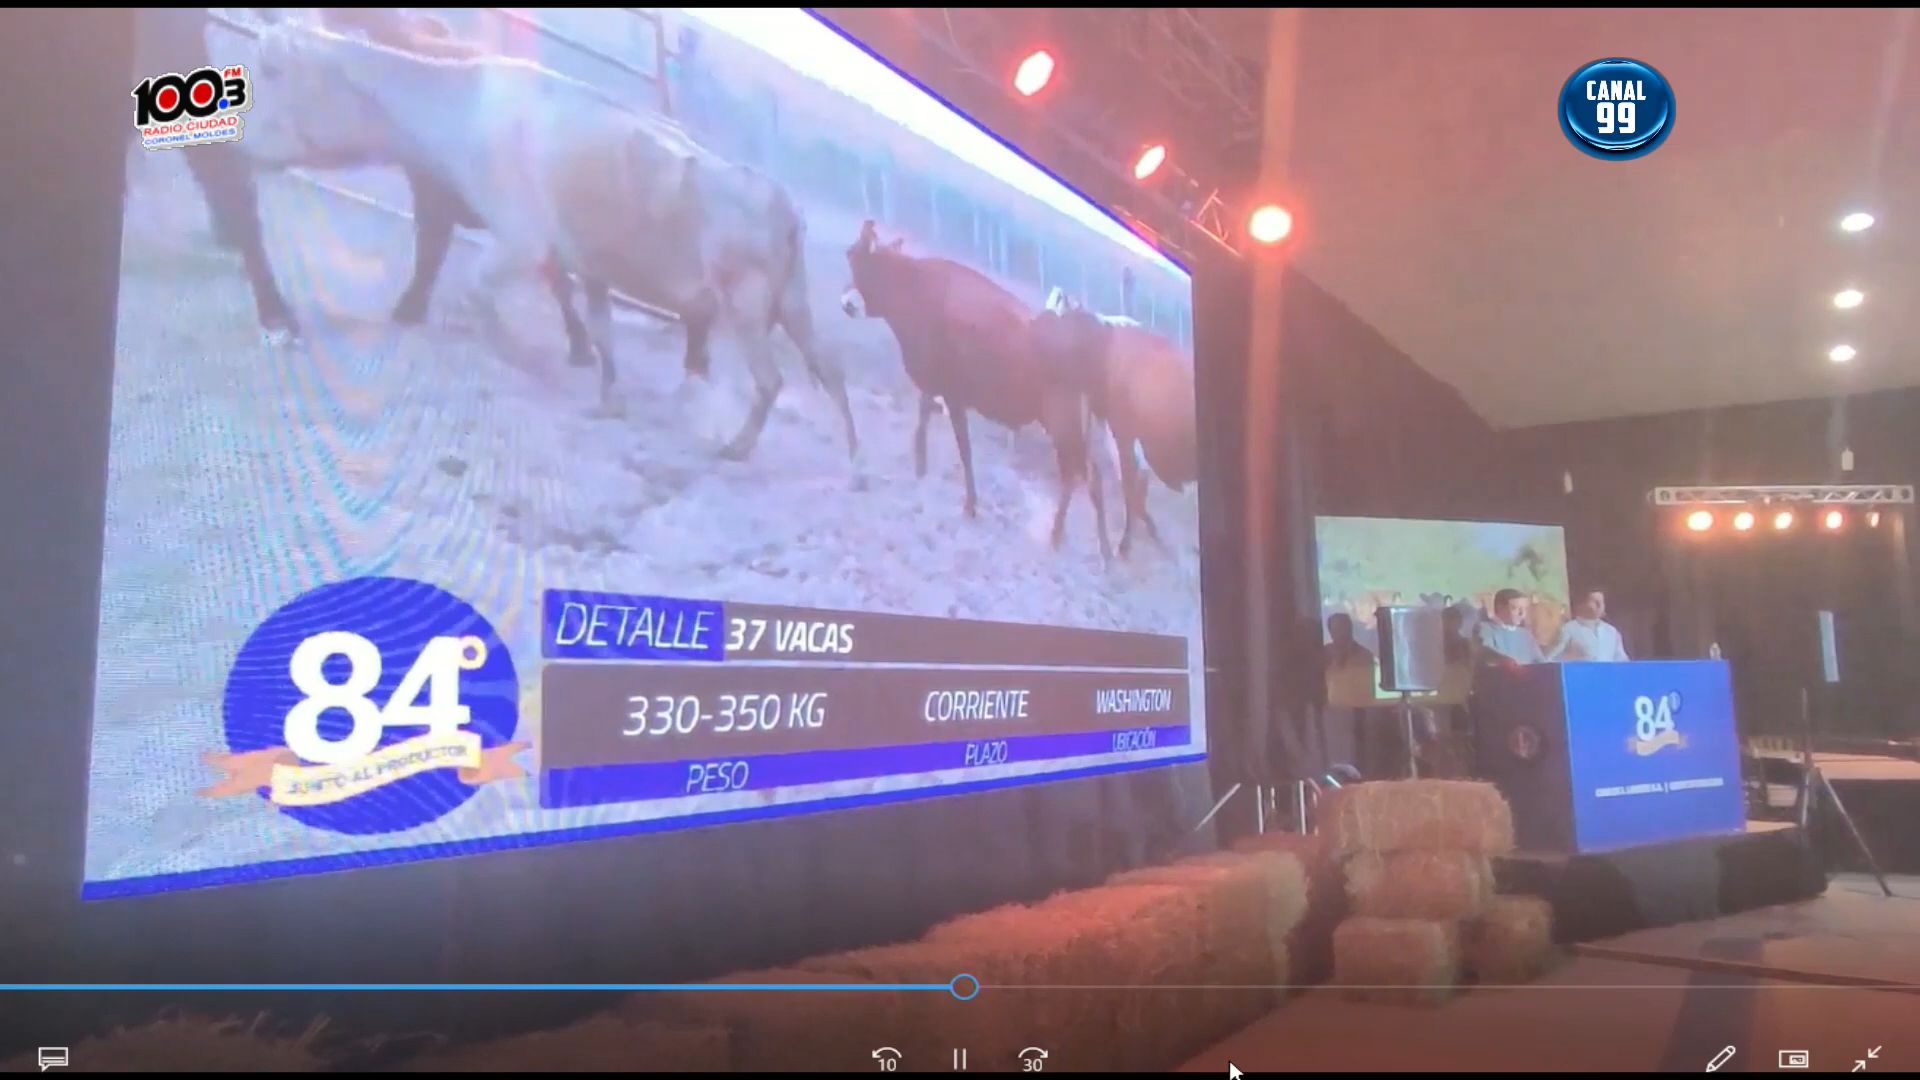 100.3 FM
RADIO CIUDAD
CORONEL MOLDES
CANAL
99
DETALLE 37 VACAS
84°
JUNTO AL PRODUCTOR
330-350 KG CORRIENTE WASHINGTON
PESO PLAZO UBICACIÓN
84°
10
30